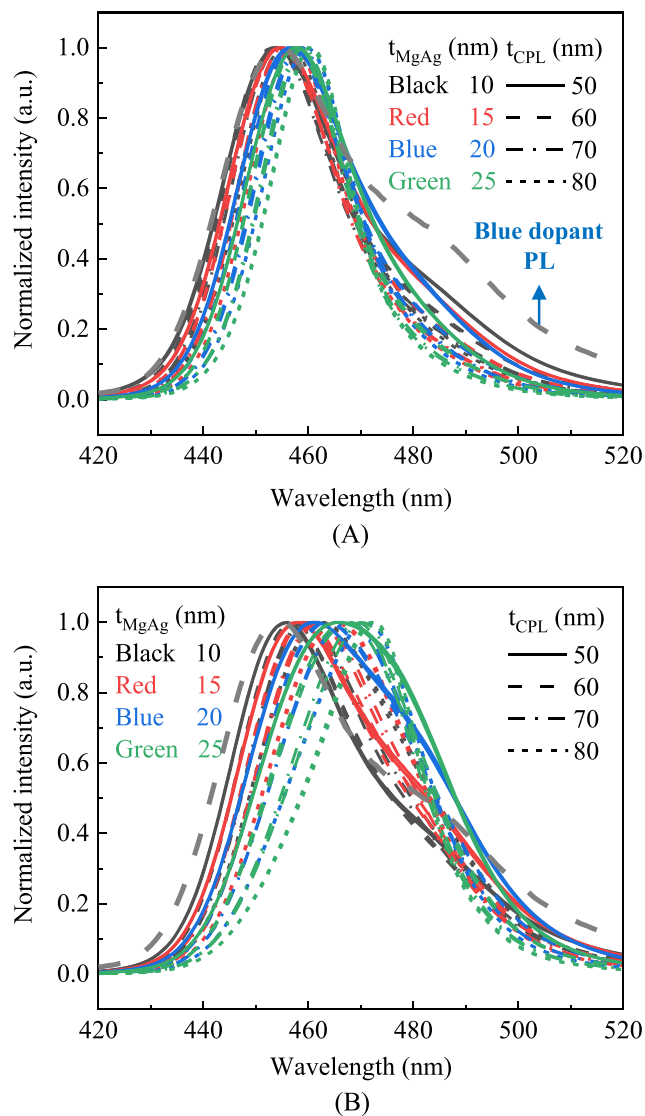 t_MgAg (nm) t_CPL (nm)
Black 10 50
Red 15 60
Blue 20 70
Green 25 80
Blue dopant
PL
Normalized intensity (a.u.)
1.0
0.8
0.6
0.4
0.2
0.0
420 440 460 480 500 520
Wavelength (nm)
(A)
t_MgAg (nm) t_CPL (nm)
Black 10 50
Red 15 60
Blue 20 70
Green 25 80
Normalized intensity (a.u.)
1.0
0.8
0.6
0.4
0.2
0.0
420 440 460 480 500 520
Wavelength (nm)
(B)